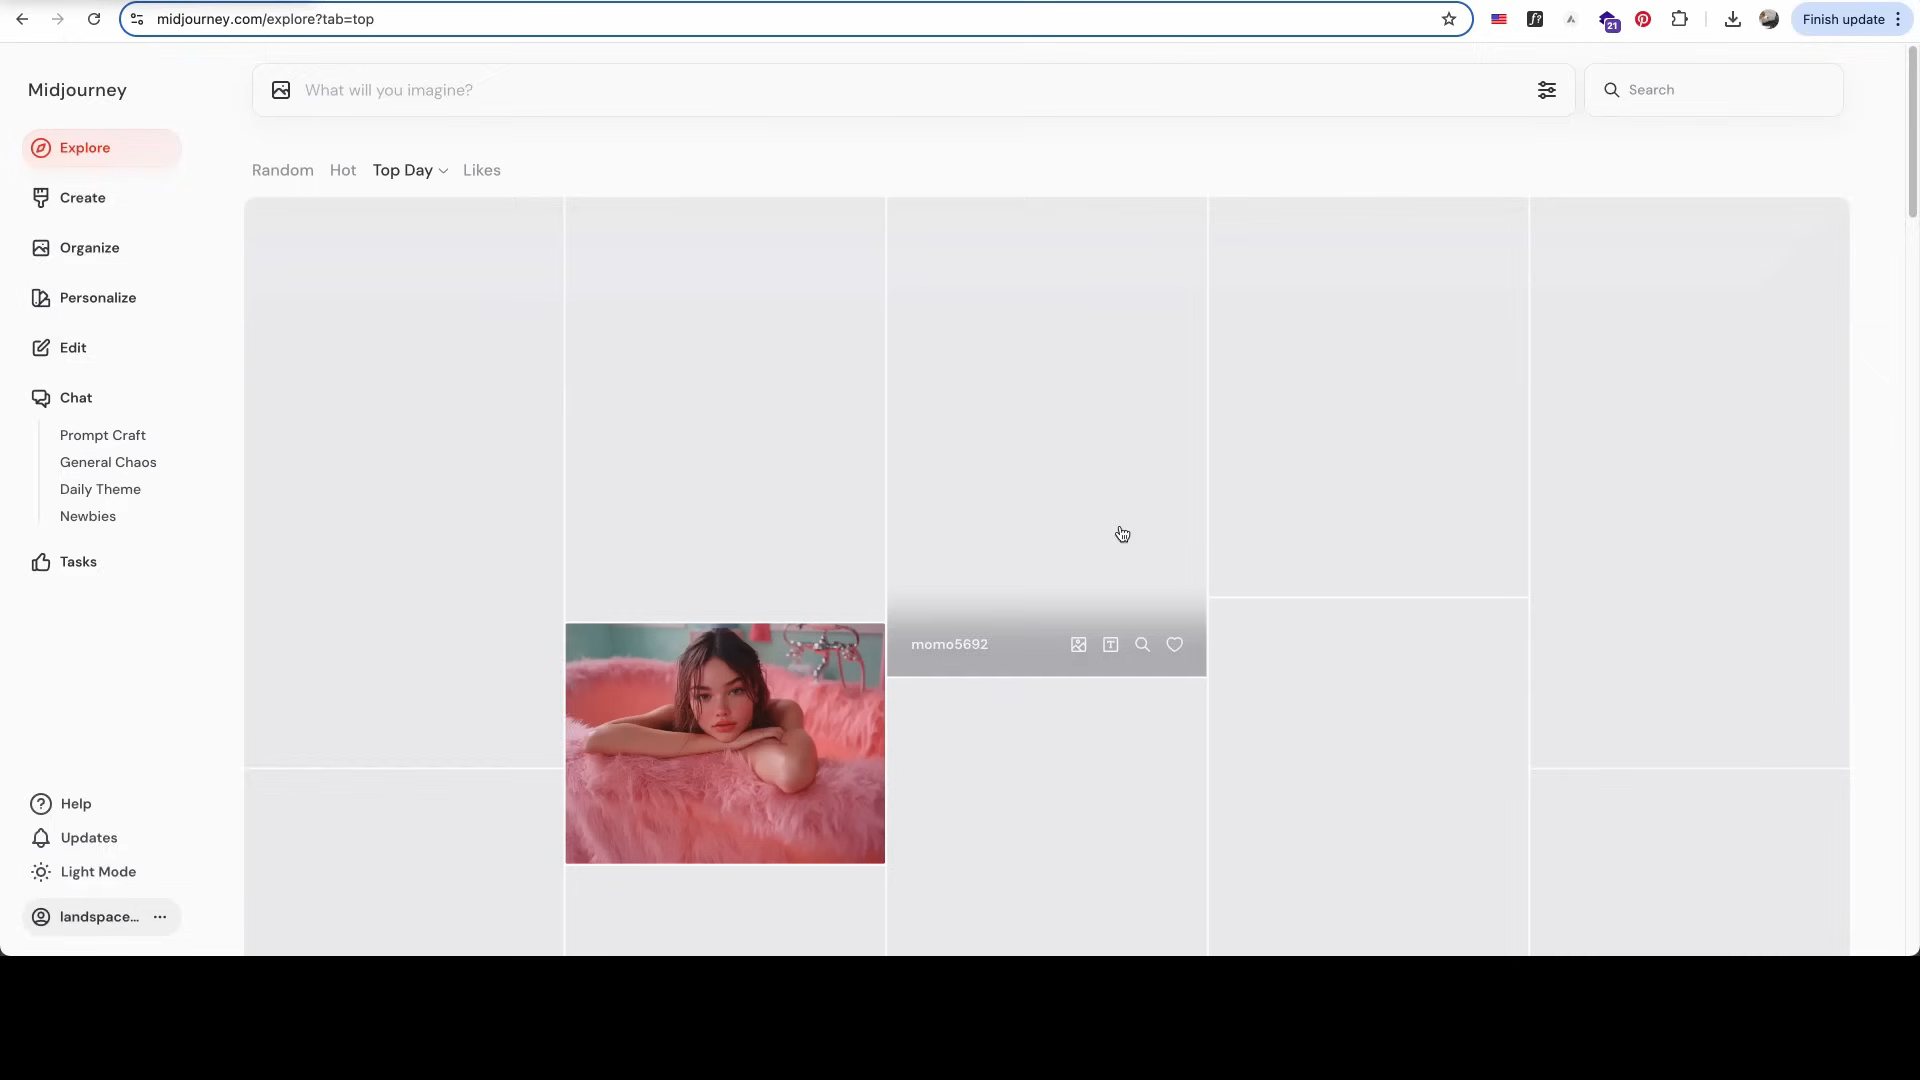 midjourney.com/explore?tab=top
21
Finish update
Midjourney
What will you imagine?
Search
Explore
Random Hot Top Day Likes
Create
Organize
Personalize
Edit
Chat
Prompt Craft
General Chaos
Daily Theme
Newbies
Tasks
momo5692
Help
Updates
Light Mode
landspace...